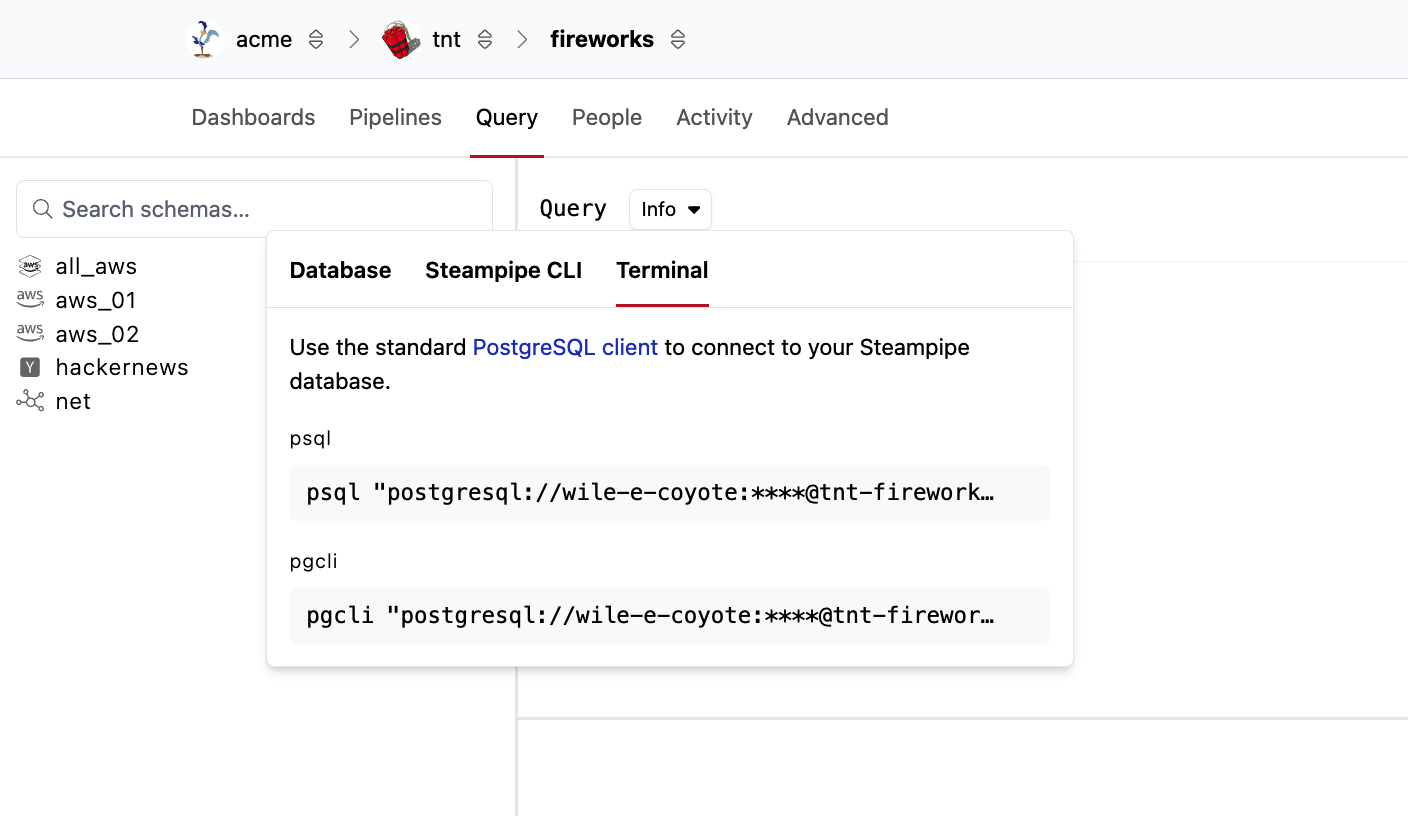 acme
tnt
fireworks
Dashboards Pipelines Query People Activity Advanced
Search schemas...
all_aws
aws aws_01
aws aws_02
Y hackernews
net
Query Info
Database Steampipe CLI Terminal
Use the standard PostgreSQL client to connect to your Steampipe
database.
psql
psql "postgresql://wile-e-coyote:****@tnt-firework…
pgcli
pgcli "postgresql://wile-e-coyote:****@tnt-firewor…